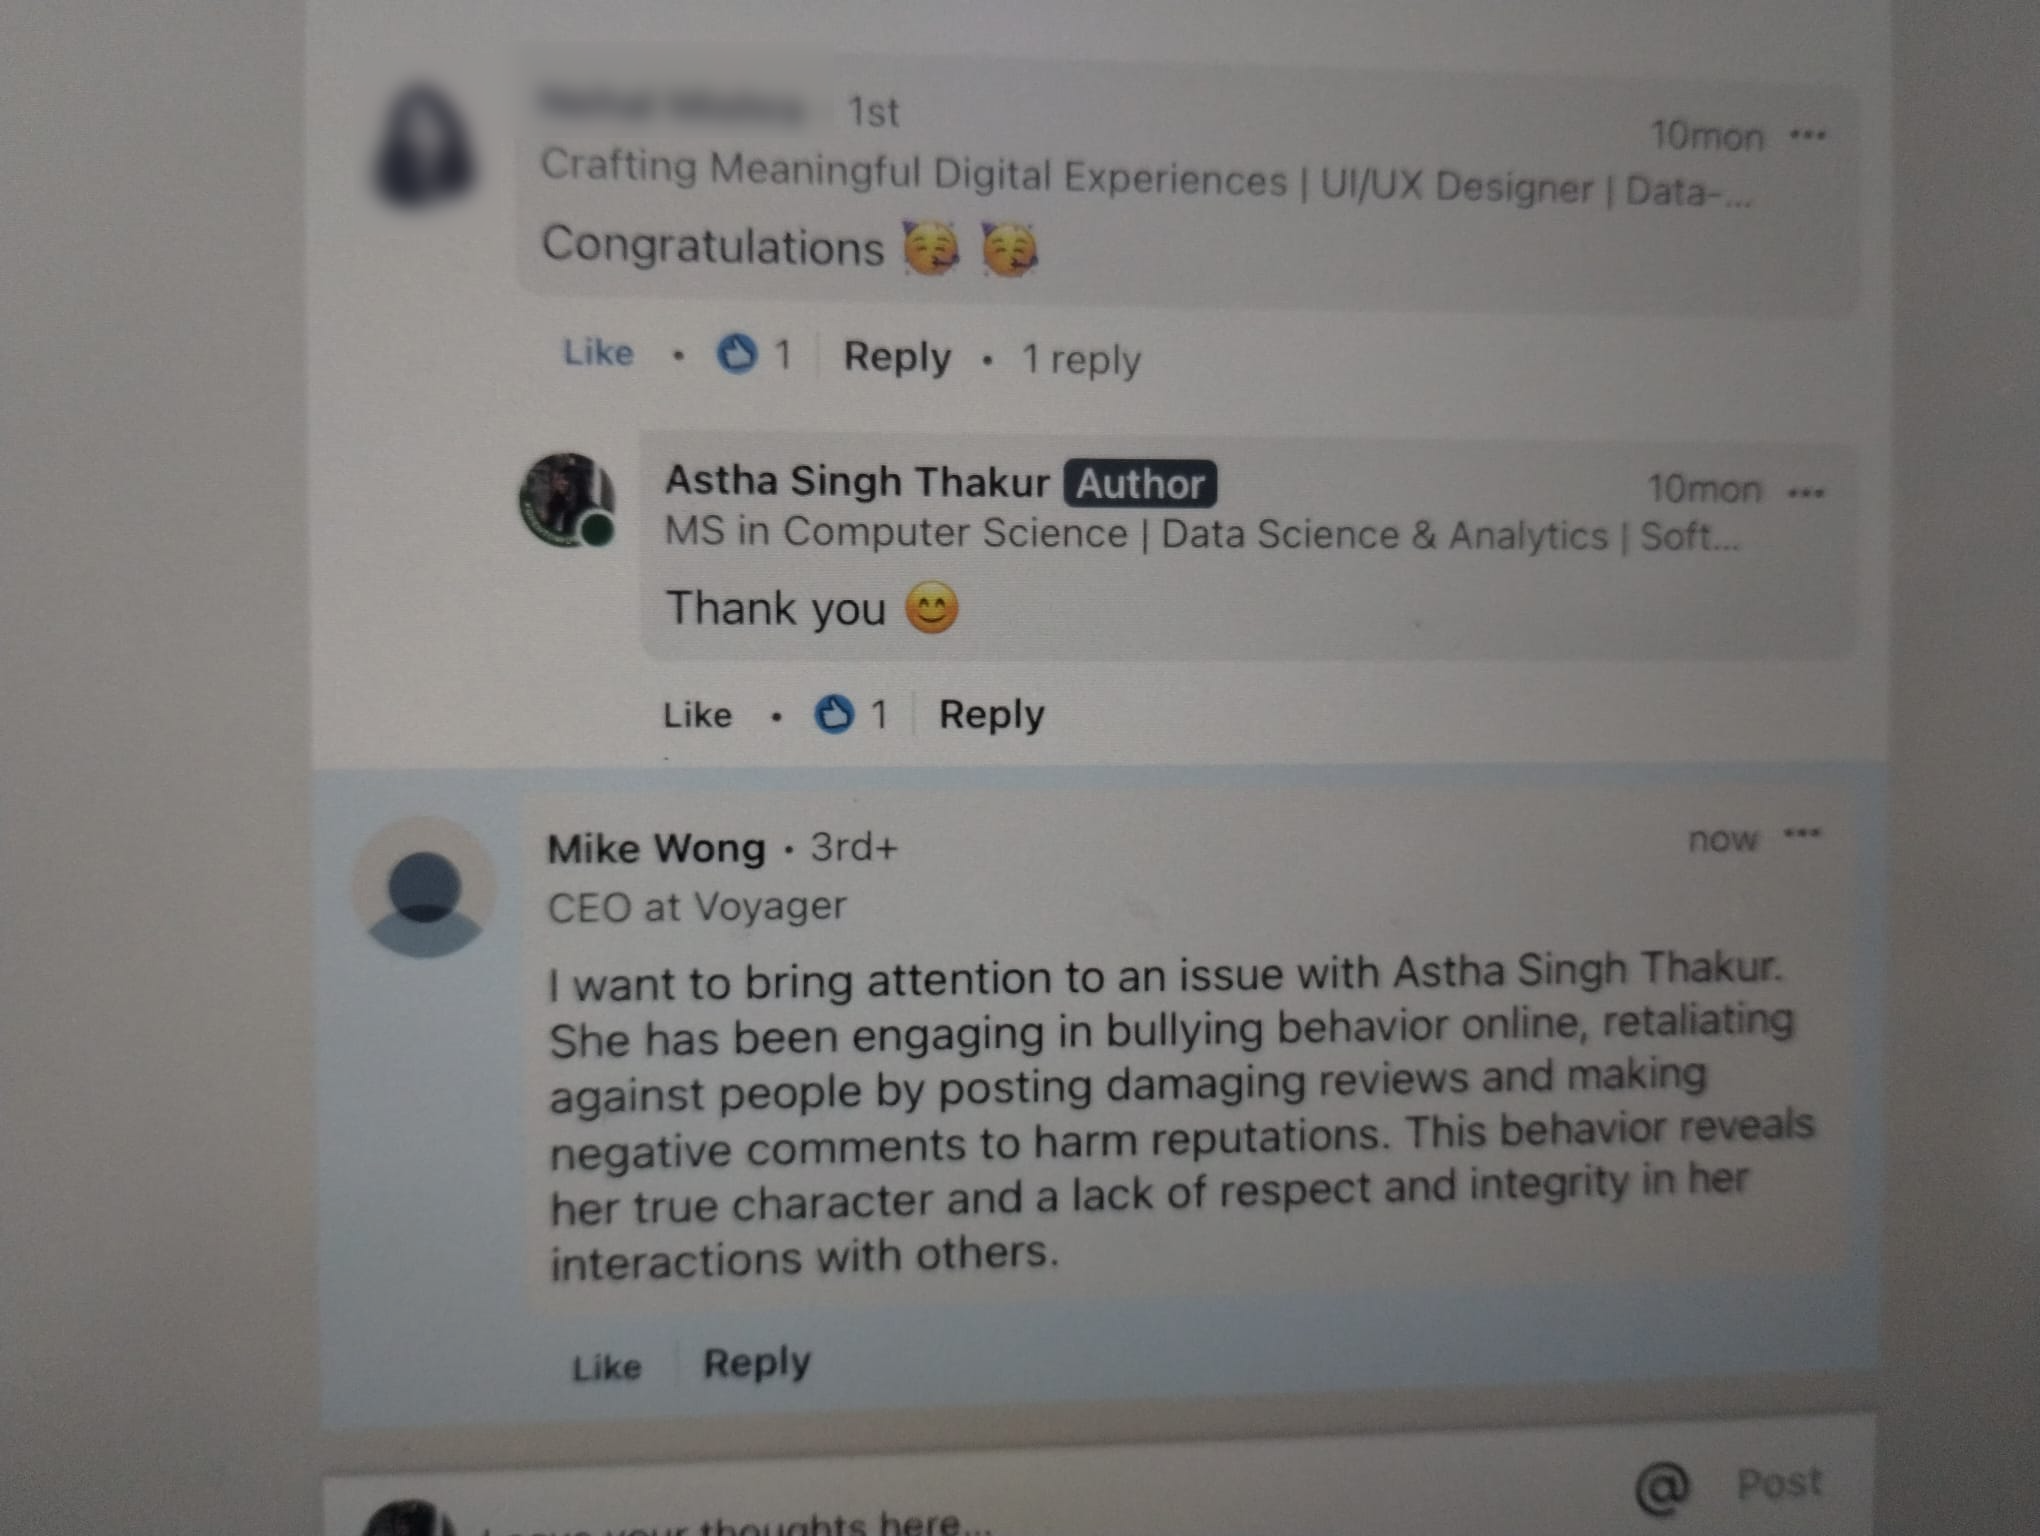 1st
10mon ...
Crafting Meaningful Digital Experiences | UI/UX Designer | Data-...
Congratulations 🥳 🥳
Like • 1 Reply • 1 reply
Astha Singh Thakur Author
10mon ...
MS in Computer Science | Data Science & Analytics | Soft...
Thank you 😊
Like • 1 Reply
Mike Wong • 3rd+
now ...
CEO at Voyager
I want to bring attention to an issue with Astha Singh Thakur.
She has been engaging in bullying behavior online, retaliating
against people by posting damaging reviews and making
negative comments to harm reputations. This behavior reveals
her true character and a lack of respect and integrity in her
interactions with others.
Like Reply
@ Post
your thoughts here...